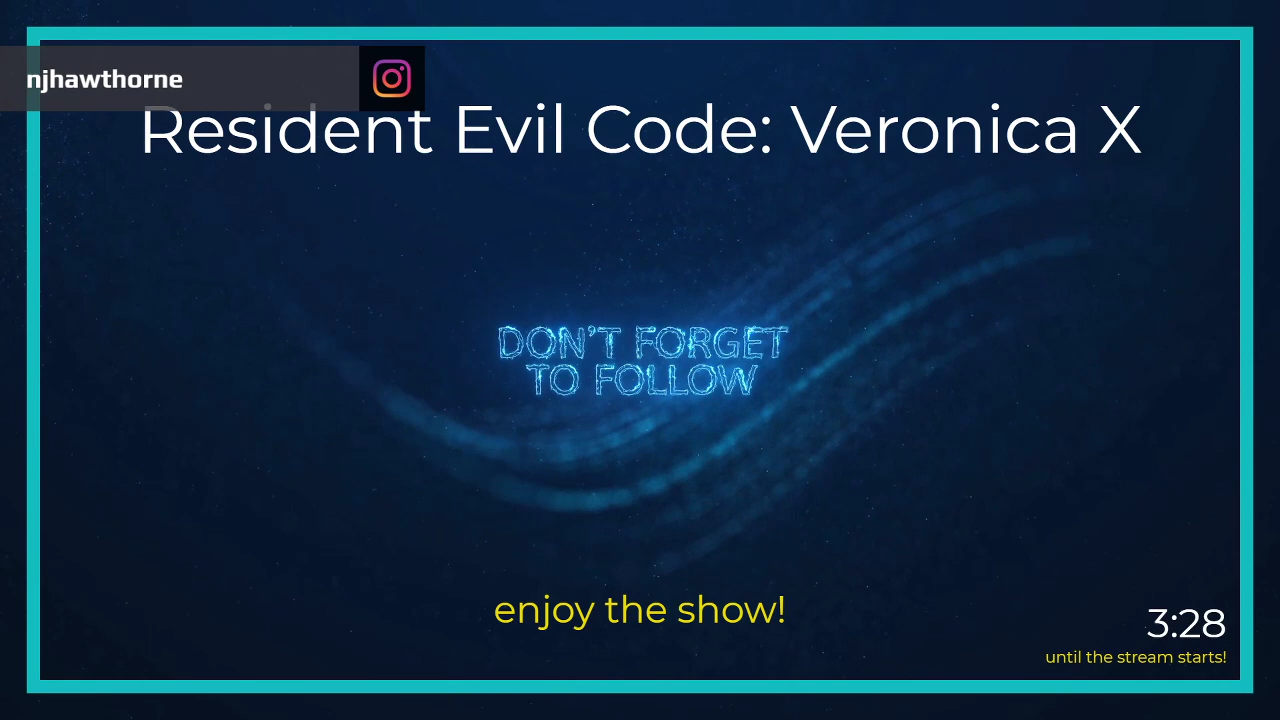 njhawthorne
Resident Evil Code: Veronica X
DON'T FORGET
TO FOLLOW
enjoy the show!
3:28
until the stream starts!